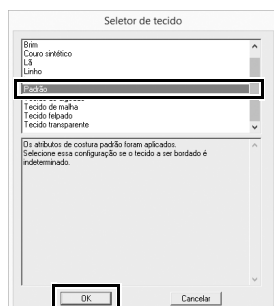 Seletor de tecido
Brim
Couro sintético
Lã
Linho
Padrão
Tecido de malha
Tecido felpado
Tecido transparente
Os atributos de costura padrão foram aplicados.
Selecione essa configuração se o tecido a ser bordado é
indeterminado.
OK
Cancelar